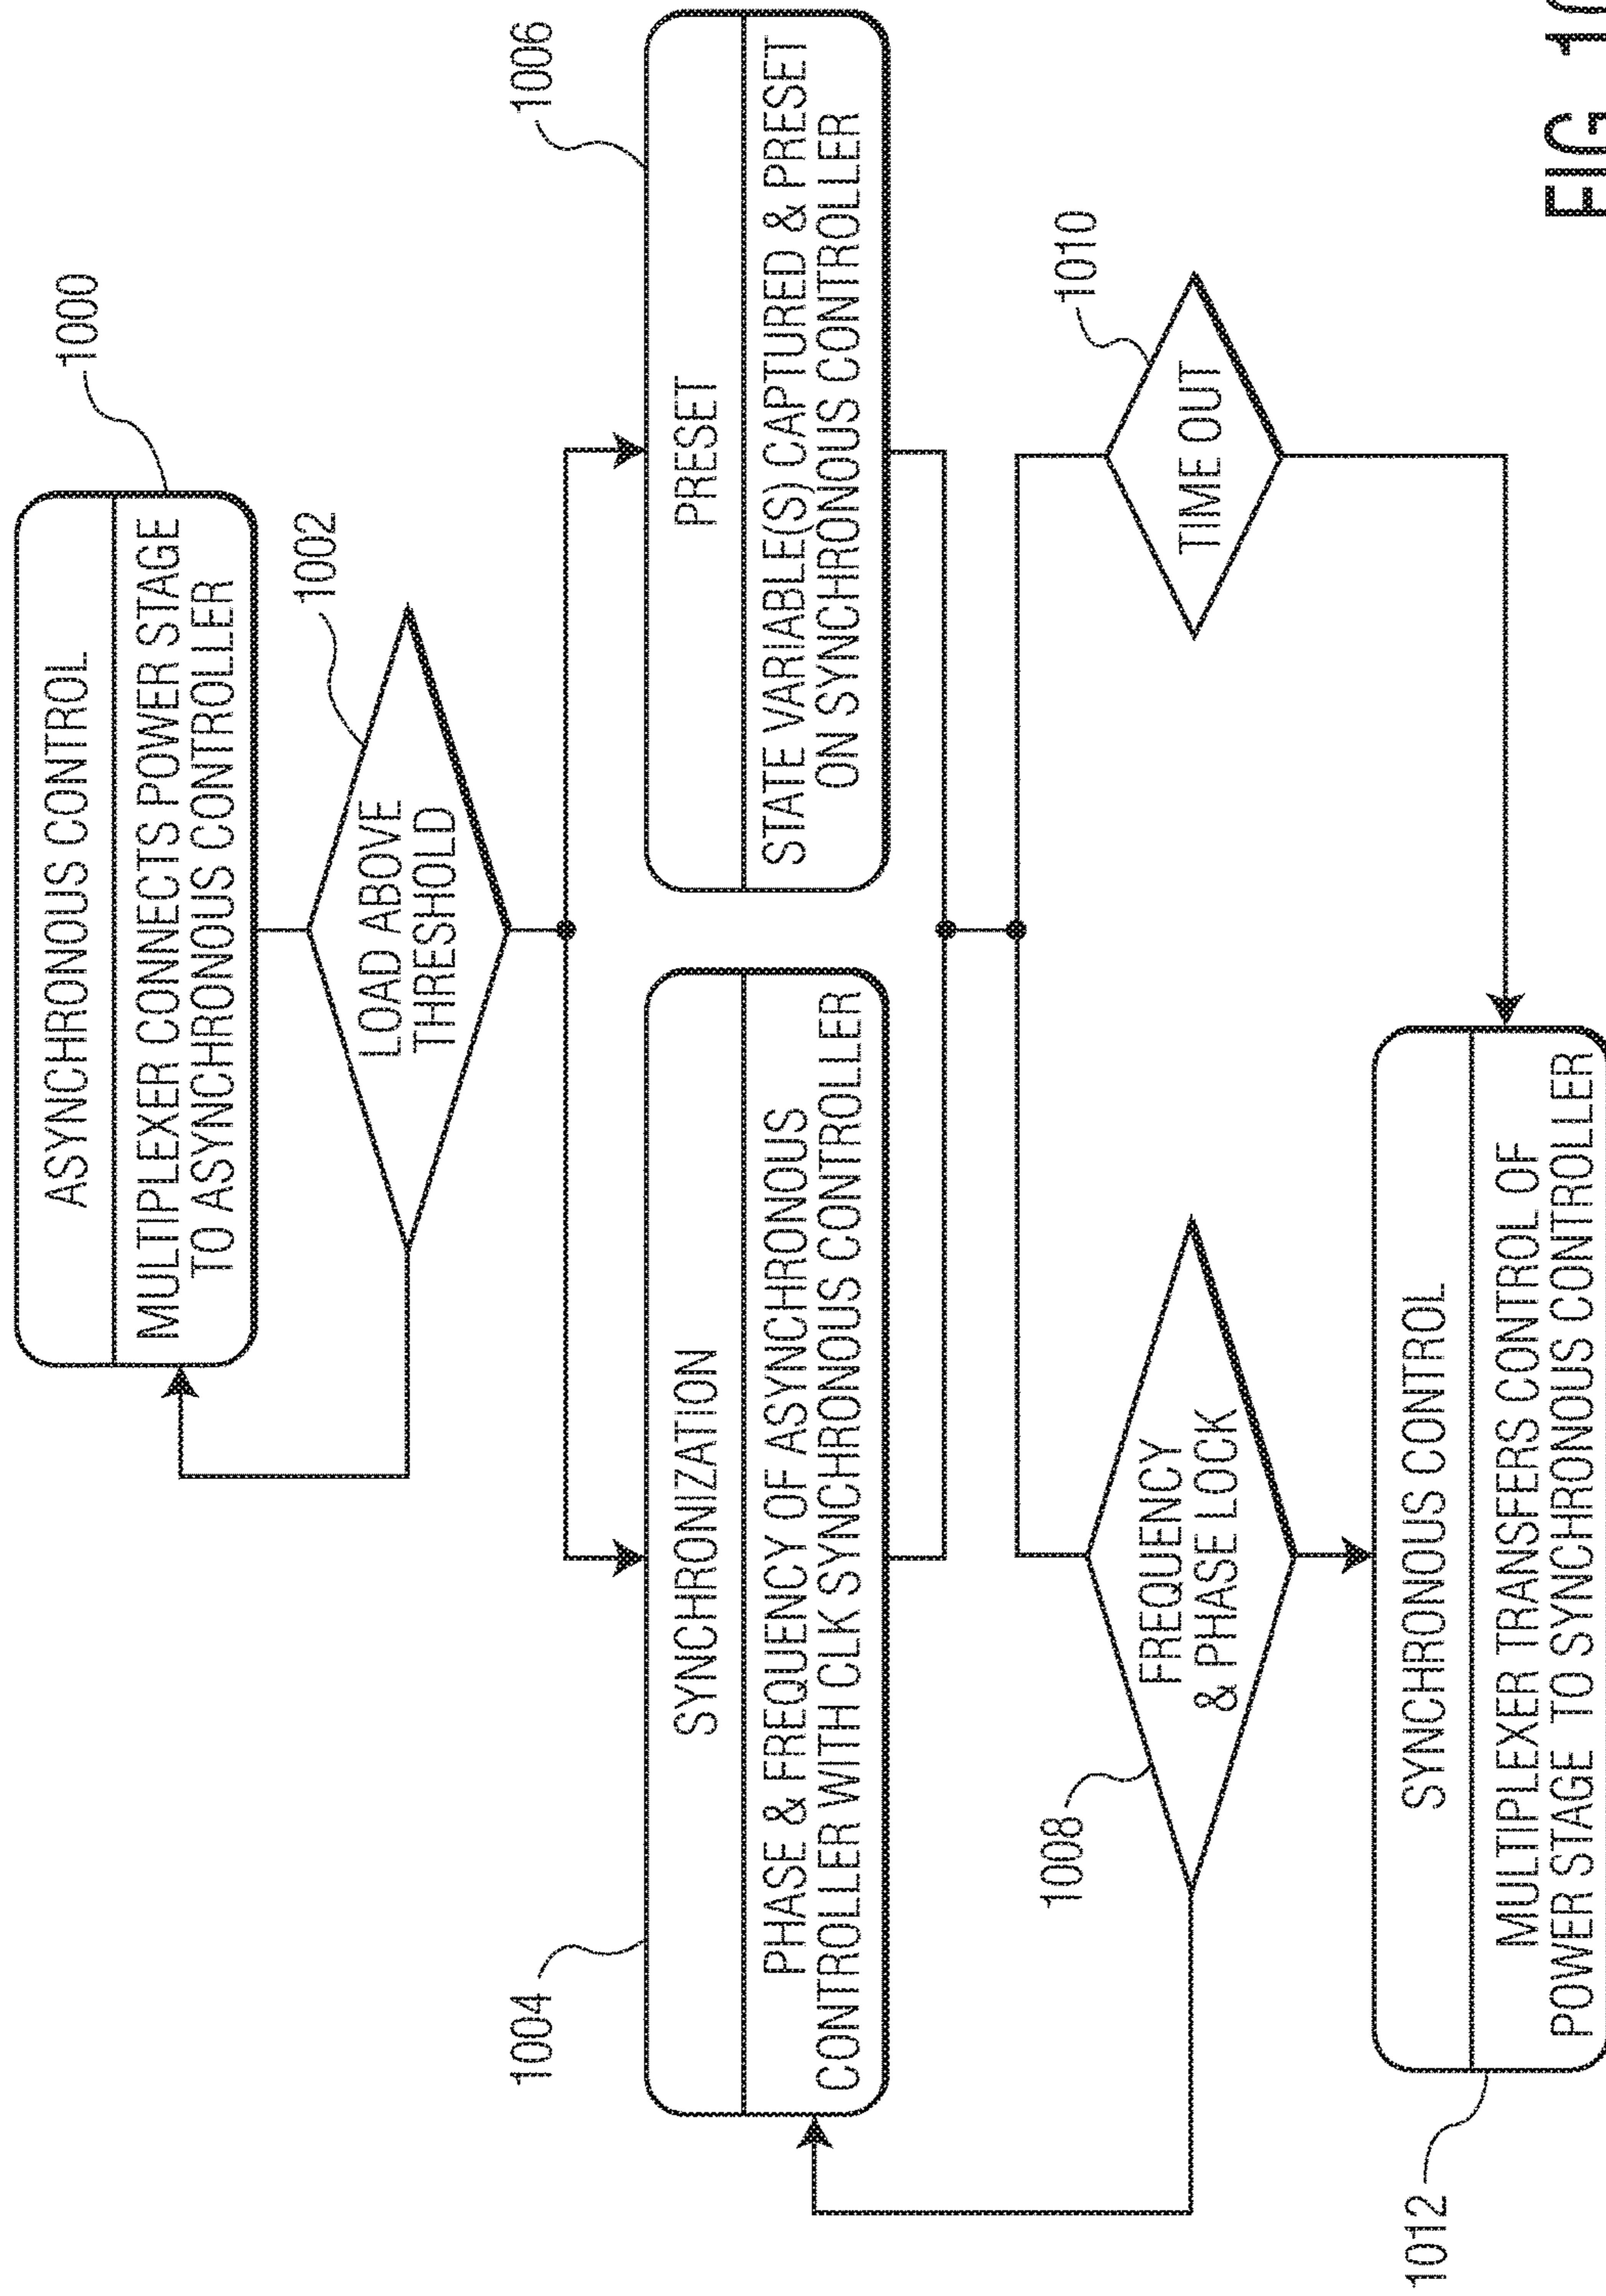 ASYNCHRONOUS CONTROL
MULTIPLEXER CONNECTS POWER STAGE
TO ASYNCHRONOUS CONTROLLER
1000
LOAD ABOVE
THRESHOLD
1002
1004
SYNCHRONIZATION
PHASE & FREQUENCY OF ASYNCHRONOUS
CONTROLLER WITH CLK SYNCHRONOUS CONTROLLER
1006
PRESET
STATE VARIABLE(S) CAPTURED & PRESET
ON SYNCHRONOUS CONTROLLER
1008
FREQUENCY
& PHASE LOCK
1010
TIME OUT
1012
SYNCHRONOUS CONTROL
MULTIPLEXER TRANSFERS CONTROL OF
POWER STAGE TO SYNCHRONOUS CONTROLLER
FIG. 10